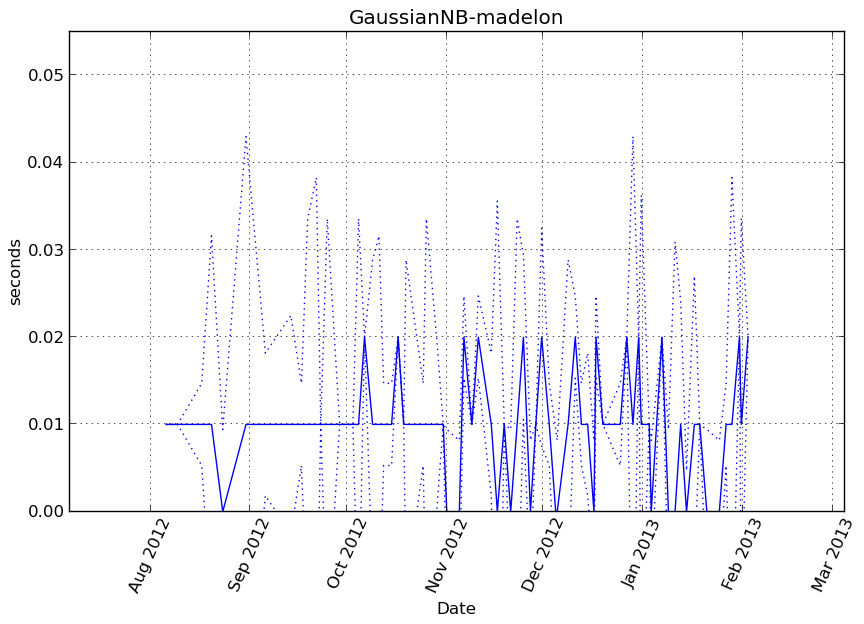 GaussianNB-madelon
0.05
0.04
0.03
0.02
0.01
0.00
seconds
Aug 2012
Sep 2012
Oct 2012
Nov 2012
Dec 2012
Jan 2013
Feb 2013
Mar 2013
Date